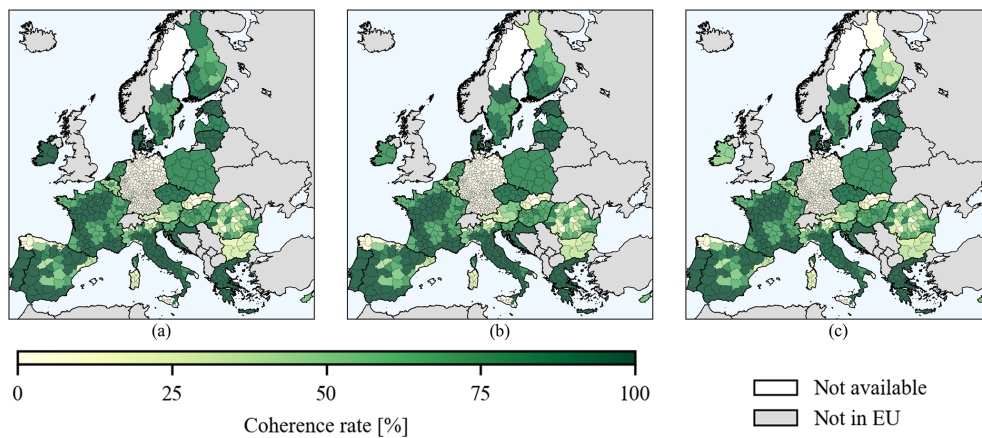 (a) (b) (c)
0 25 50 75 100
Coherence rate [%]
Not available
Not in EU